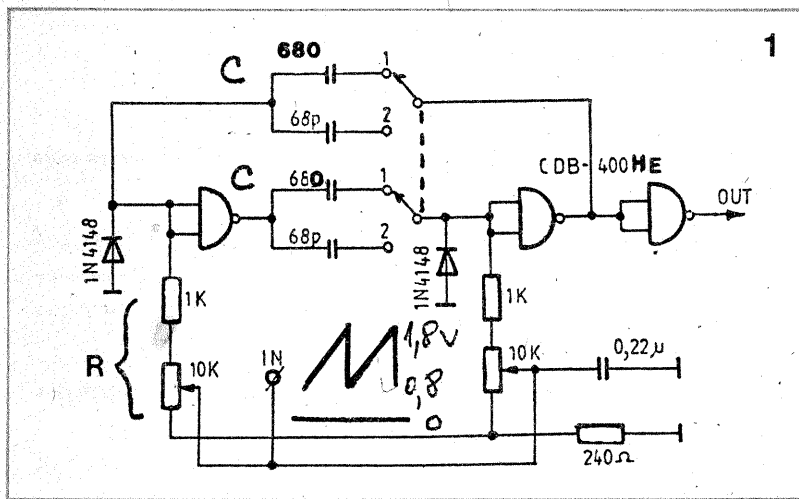 1
C
680
1
68p
2
CDB-400HE
C
680
1
OUT
68p
2
1N4148
1N4148
1K
1K
R
10K
IN
1,8v
0,8
0
10K
0,22µ
240Ω